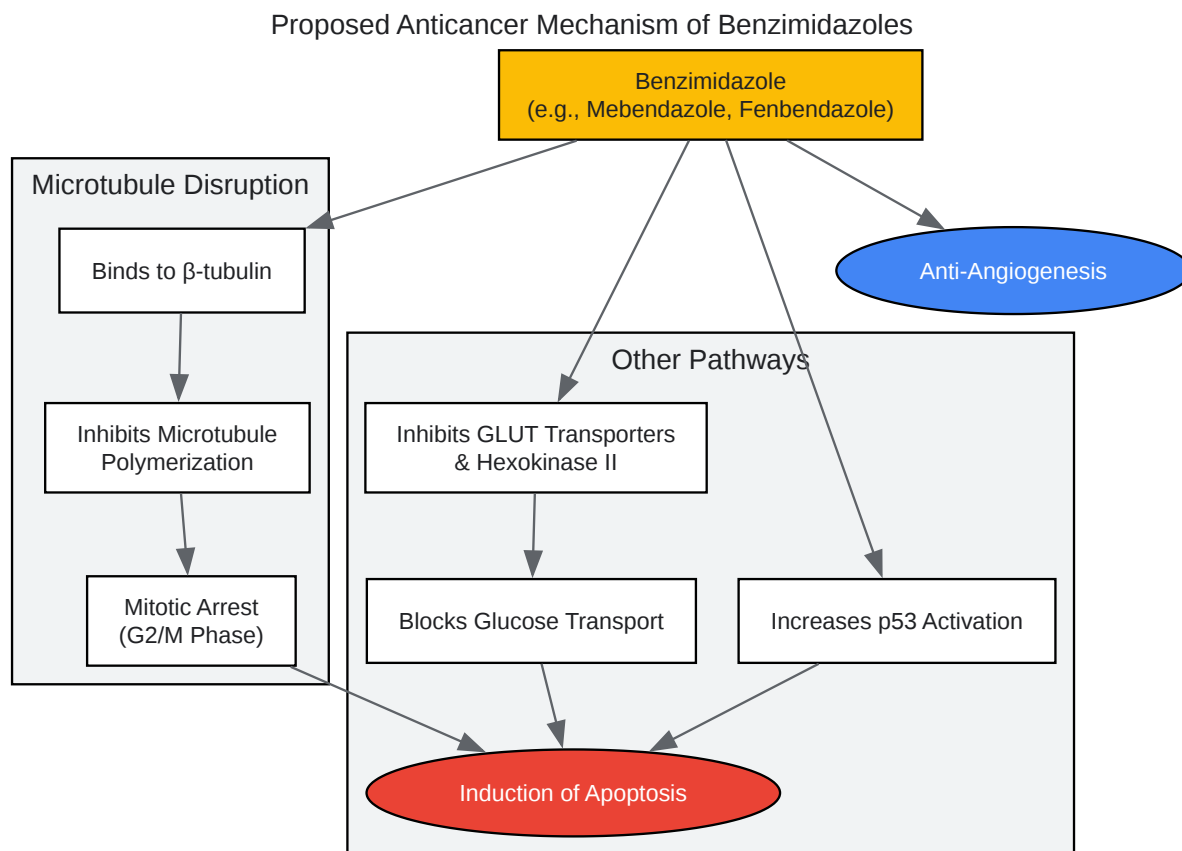 Proposed Anticancer Mechanism of Benzimidazoles
Benzimidazole
(e.g., Mebendazole, Fenbendazole)
Microtubule Disruption
Binds to β-tubulin
Anti-Angiogenesis
Other Pathways
Inhibits Microtubule
Polymerization
Inhibits GLUT Transporters
& Hexokinase II
Mitotic Arrest
(G2/M Phase)
Blocks Glucose Transport
Increases p53 Activation
Induction of Apoptosis